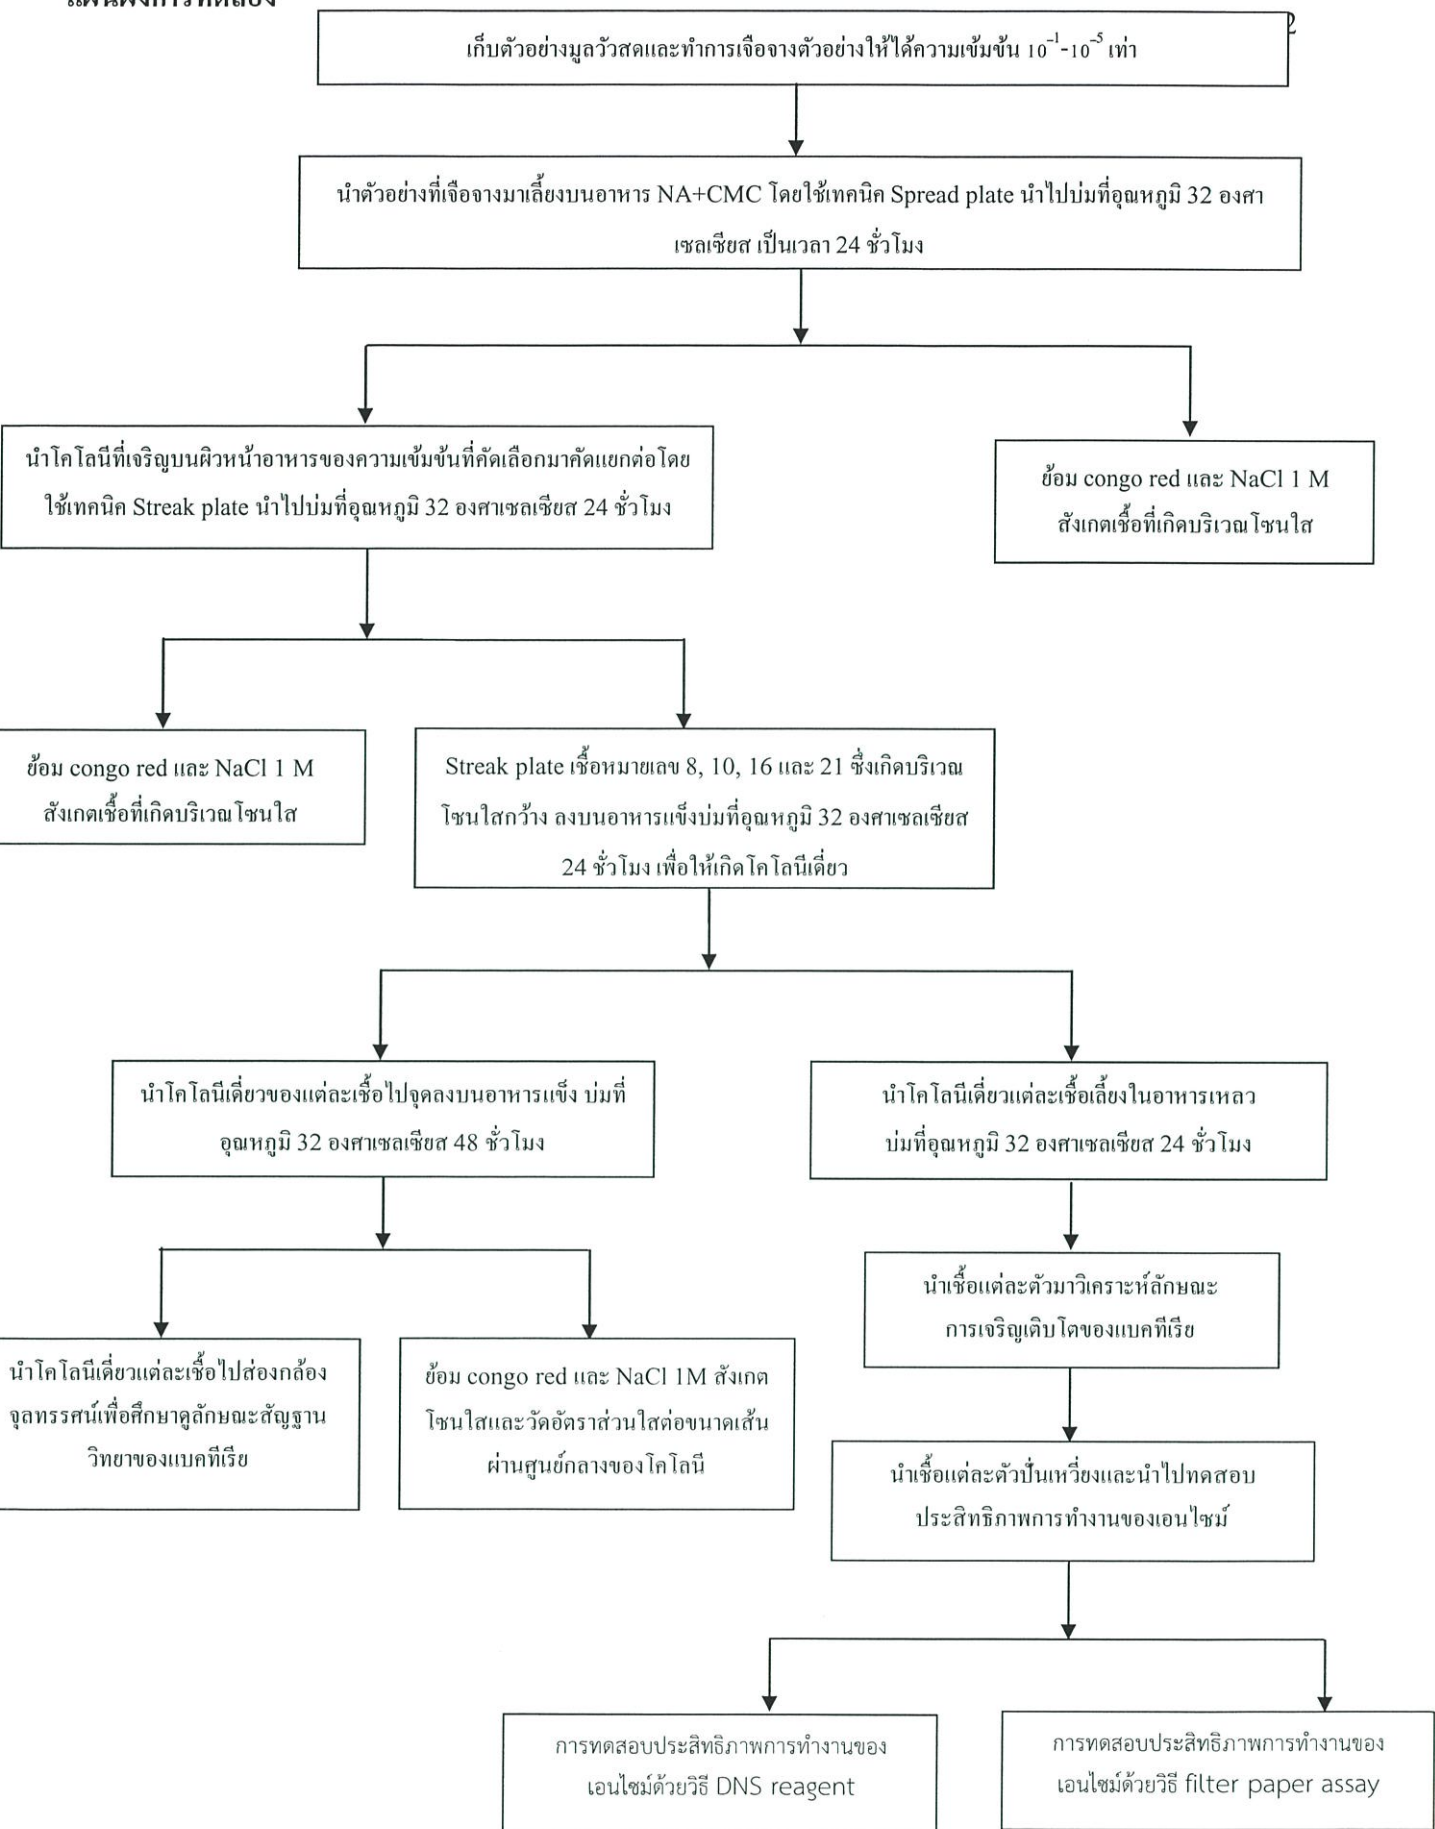 แผนผังการทดลอง
2
เก็บตัวอย่างมูลวัวสดและทำการเจือจางตัวอย่างให้ได้ความเข้มข้น 10⁻¹-10⁻⁵ เท่า
นำตัวอย่างที่เจือจางมาเลี้ยงบนอาหาร NA+CMC โดยใช้เทคนิค Spread plate นำไปบ่มที่อุณหภูมิ 32 องศา
เซลเซียส เป็นเวลา 24 ชั่วโมง
นำโคโลนีที่เจริญบนผิวหน้าอาหารของความเข้มข้นที่คัดเลือกมาคัดแยกต่อโดย
ใช้เทคนิค Streak plate นำไปบ่มที่อุณหภูมิ 32 องศาเซลเซียส 24 ชั่วโมง
ย้อม congo red และ NaCl 1 M
สังเกตเชื้อที่เกิดบริเวณโซนใส
ย้อม congo red และ NaCl 1 M
สังเกตเชื้อที่เกิดบริเวณโซนใส
Streak plate เชื้อหมายเลข 8, 10, 16 และ 21 ซึ่งเกิดบริเวณ
โซนใสกว้าง ลงบนอาหารแข็งบ่มที่อุณหภูมิ 32 องศาเซลเซียส
24 ชั่วโมง เพื่อให้เกิดโคโลนีเดี่ยว
นำโคโลนีเดี่ยวของแต่ละเชื้อไปจุดลงบนอาหารแข็ง บ่มที่
อุณหภูมิ 32 องศาเซลเซียส 48 ชั่วโมง
นำโคโลนีเดี่ยวแต่ละเชื้อเลี้ยงในอาหารเหลว
บ่มที่อุณหภูมิ 32 องศาเซลเซียส 24 ชั่วโมง
นำเชื้อแต่ละตัวมาวิเคราะห์ลักษณะ
การเจริญเติบโตของแบคทีเรีย
นำโคโลนีเดี่ยวแต่ละเชื้อไปส่องกล้อง
จุลทรรศน์เพื่อศึกษาดูลักษณะสัญฐาน
วิทยาของแบคทีเรีย
ย้อม congo red และ NaCl 1M สังเกต
โซนใสและวัดอัตราส่วนใสต่อขนาดเส้น
ผ่านศูนย์กลางของโคโลนี
นำเชื้อแต่ละตัวปั่นเหวี่ยงและนำไปทดสอบ
ประสิทธิภาพการทำงานของเอนไซม์
การทดสอบประสิทธิภาพการทำงานของ
เอนไซม์ด้วยวิธี DNS reagent
การทดสอบประสิทธิภาพการทำงานของ
เอนไซม์ด้วยวิธี filter paper assay